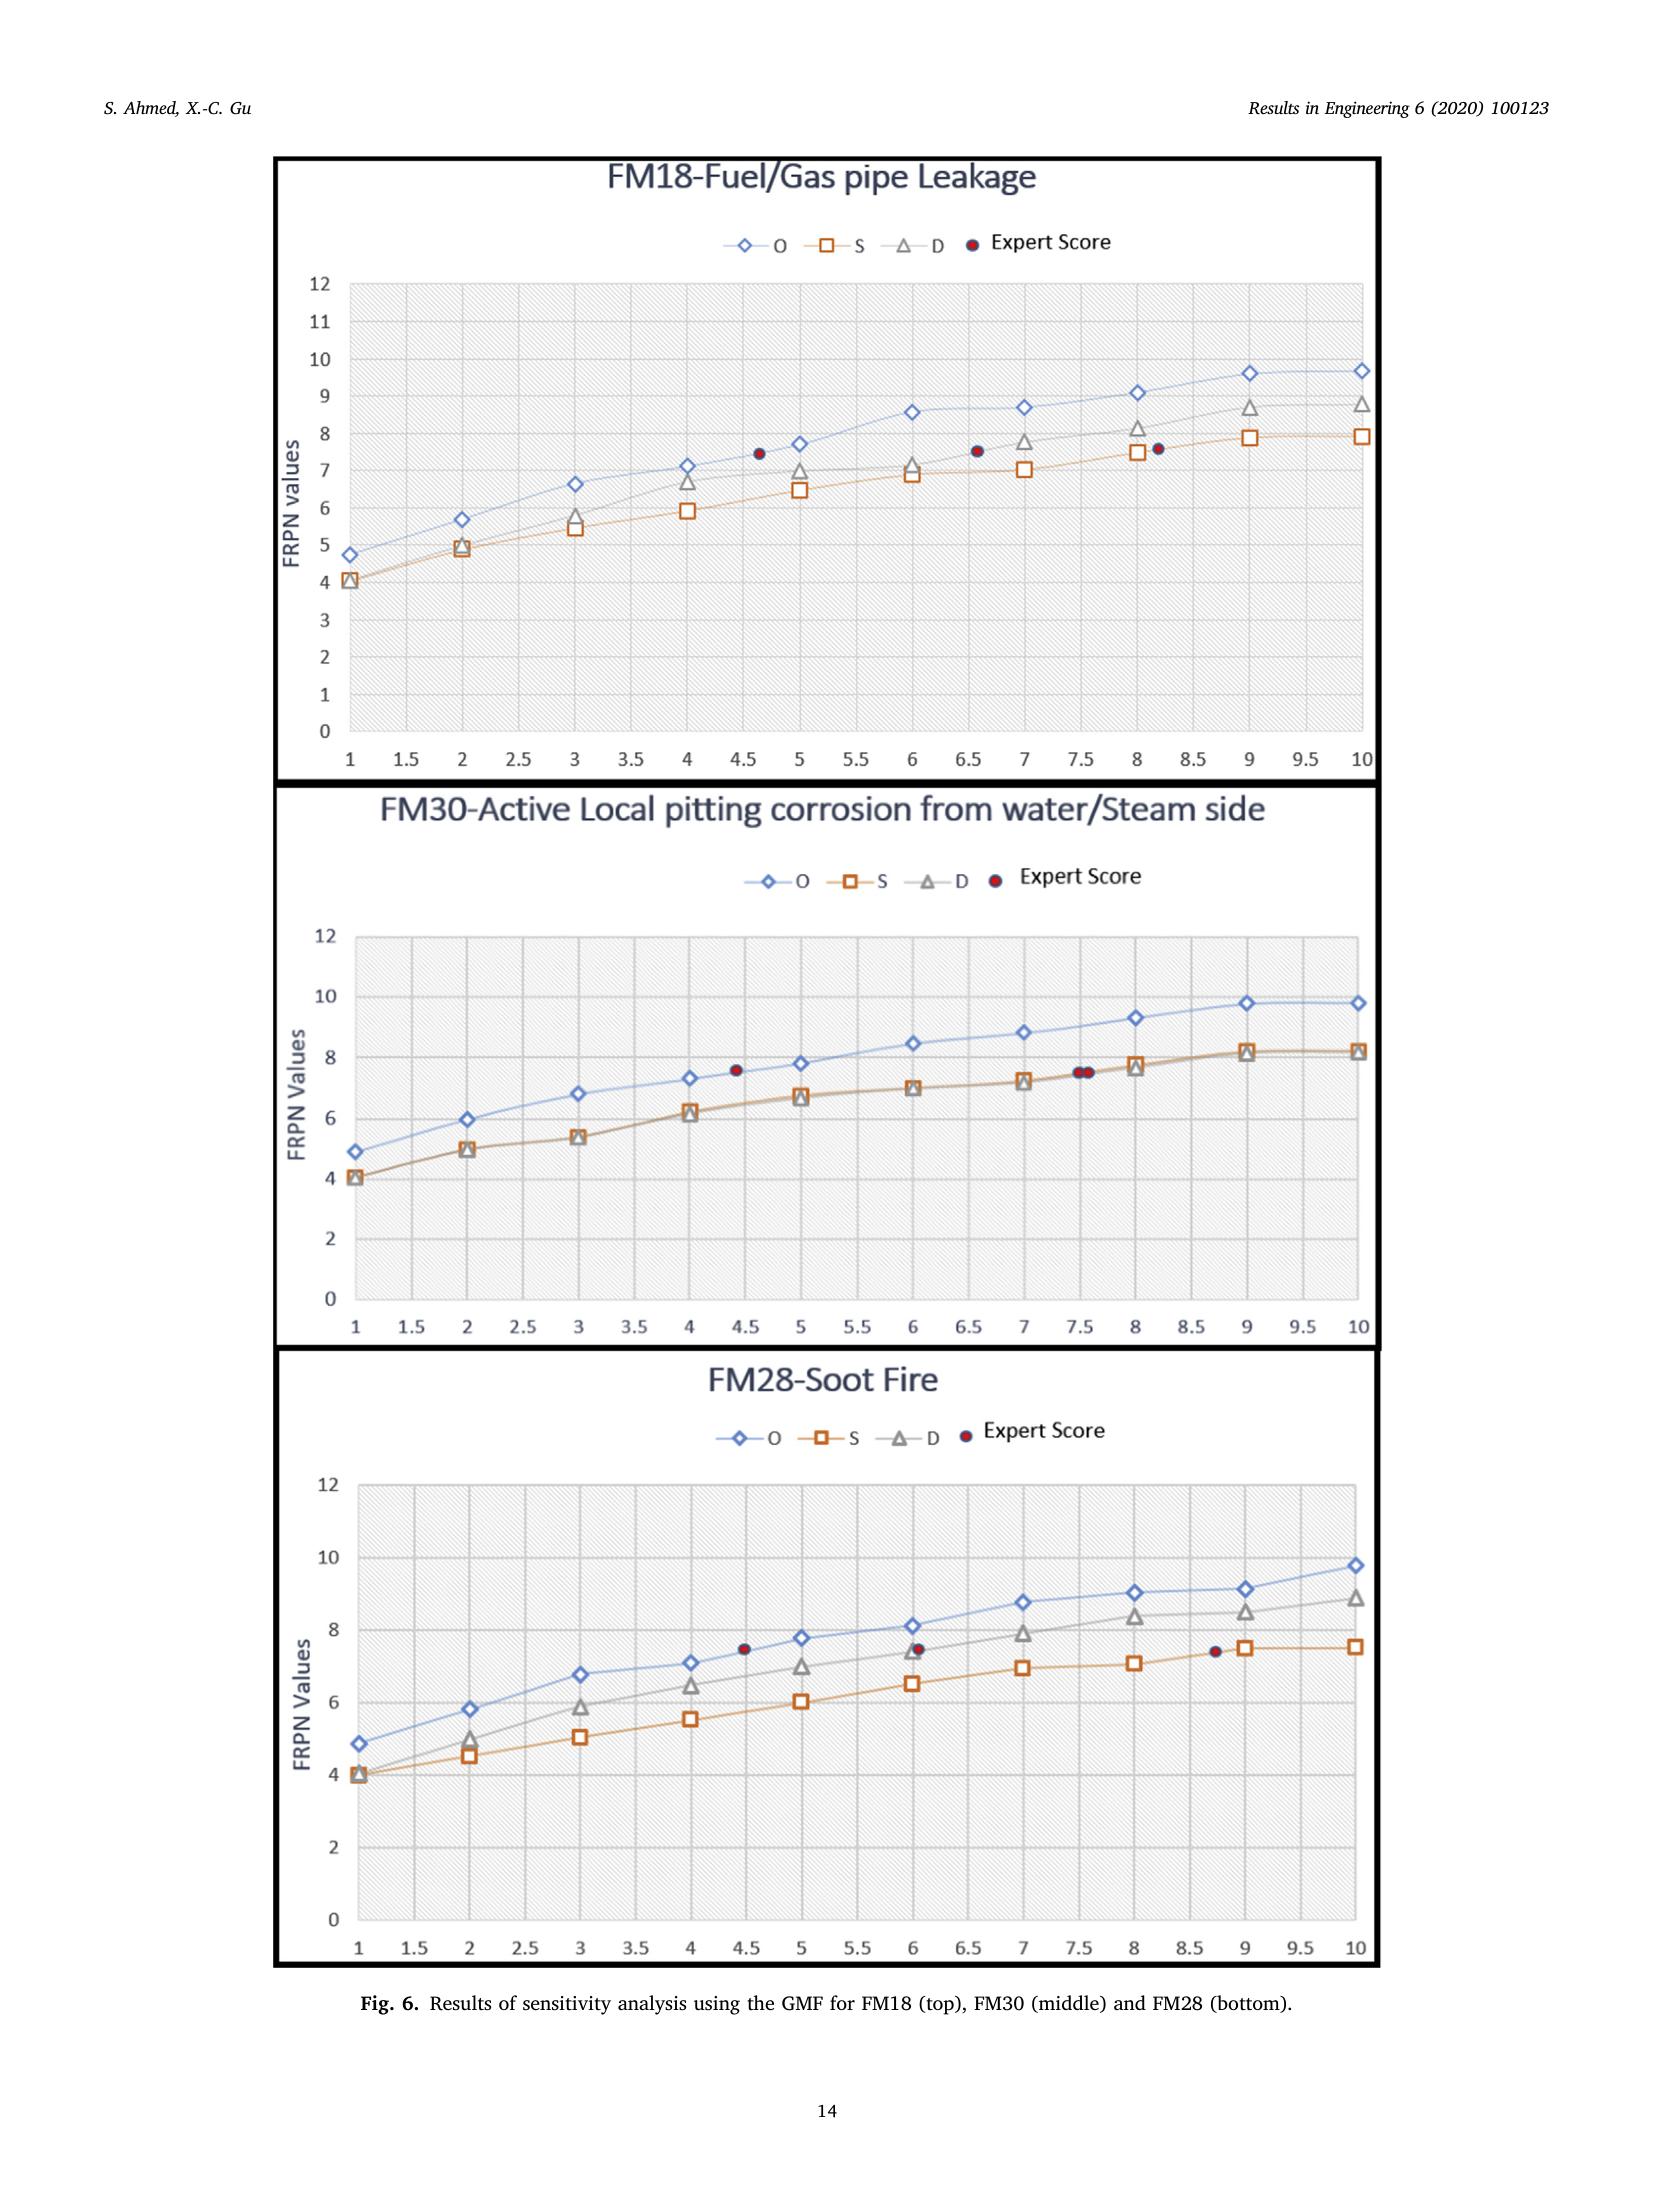 S. Ahmed, X.-C. Gu
Results in Engineering 6 (2020) 100123
FM18-Fuel/Gas pipe Leakage
O S D Expert Score
12
11
10
9
8
7
6
5
4
3
2
1
0
FRPN values
1 1.5 2 2.5 3 3.5 4 4.5 5 5.5 6 6.5 7 7.5 8 8.5 9 9.5 10
FM30-Active Local pitting corrosion from water/Steam side
O S D Expert Score
12
10
8
6
4
2
0
FRPN Values
1 1.5 2 2.5 3 3.5 4 4.5 5 5.5 6 6.5 7 7.5 8 8.5 9 9.5 10
FM28-Soot Fire
O S D Expert Score
12
10
8
6
4
2
0
FRPN Values
1 1.5 2 2.5 3 3.5 4 4.5 5 5.5 6 6.5 7 7.5 8 8.5 9 9.5 10
Fig. 6. Results of sensitivity analysis using the GMF for FM18 (top), FM30 (middle) and FM28 (bottom).
14